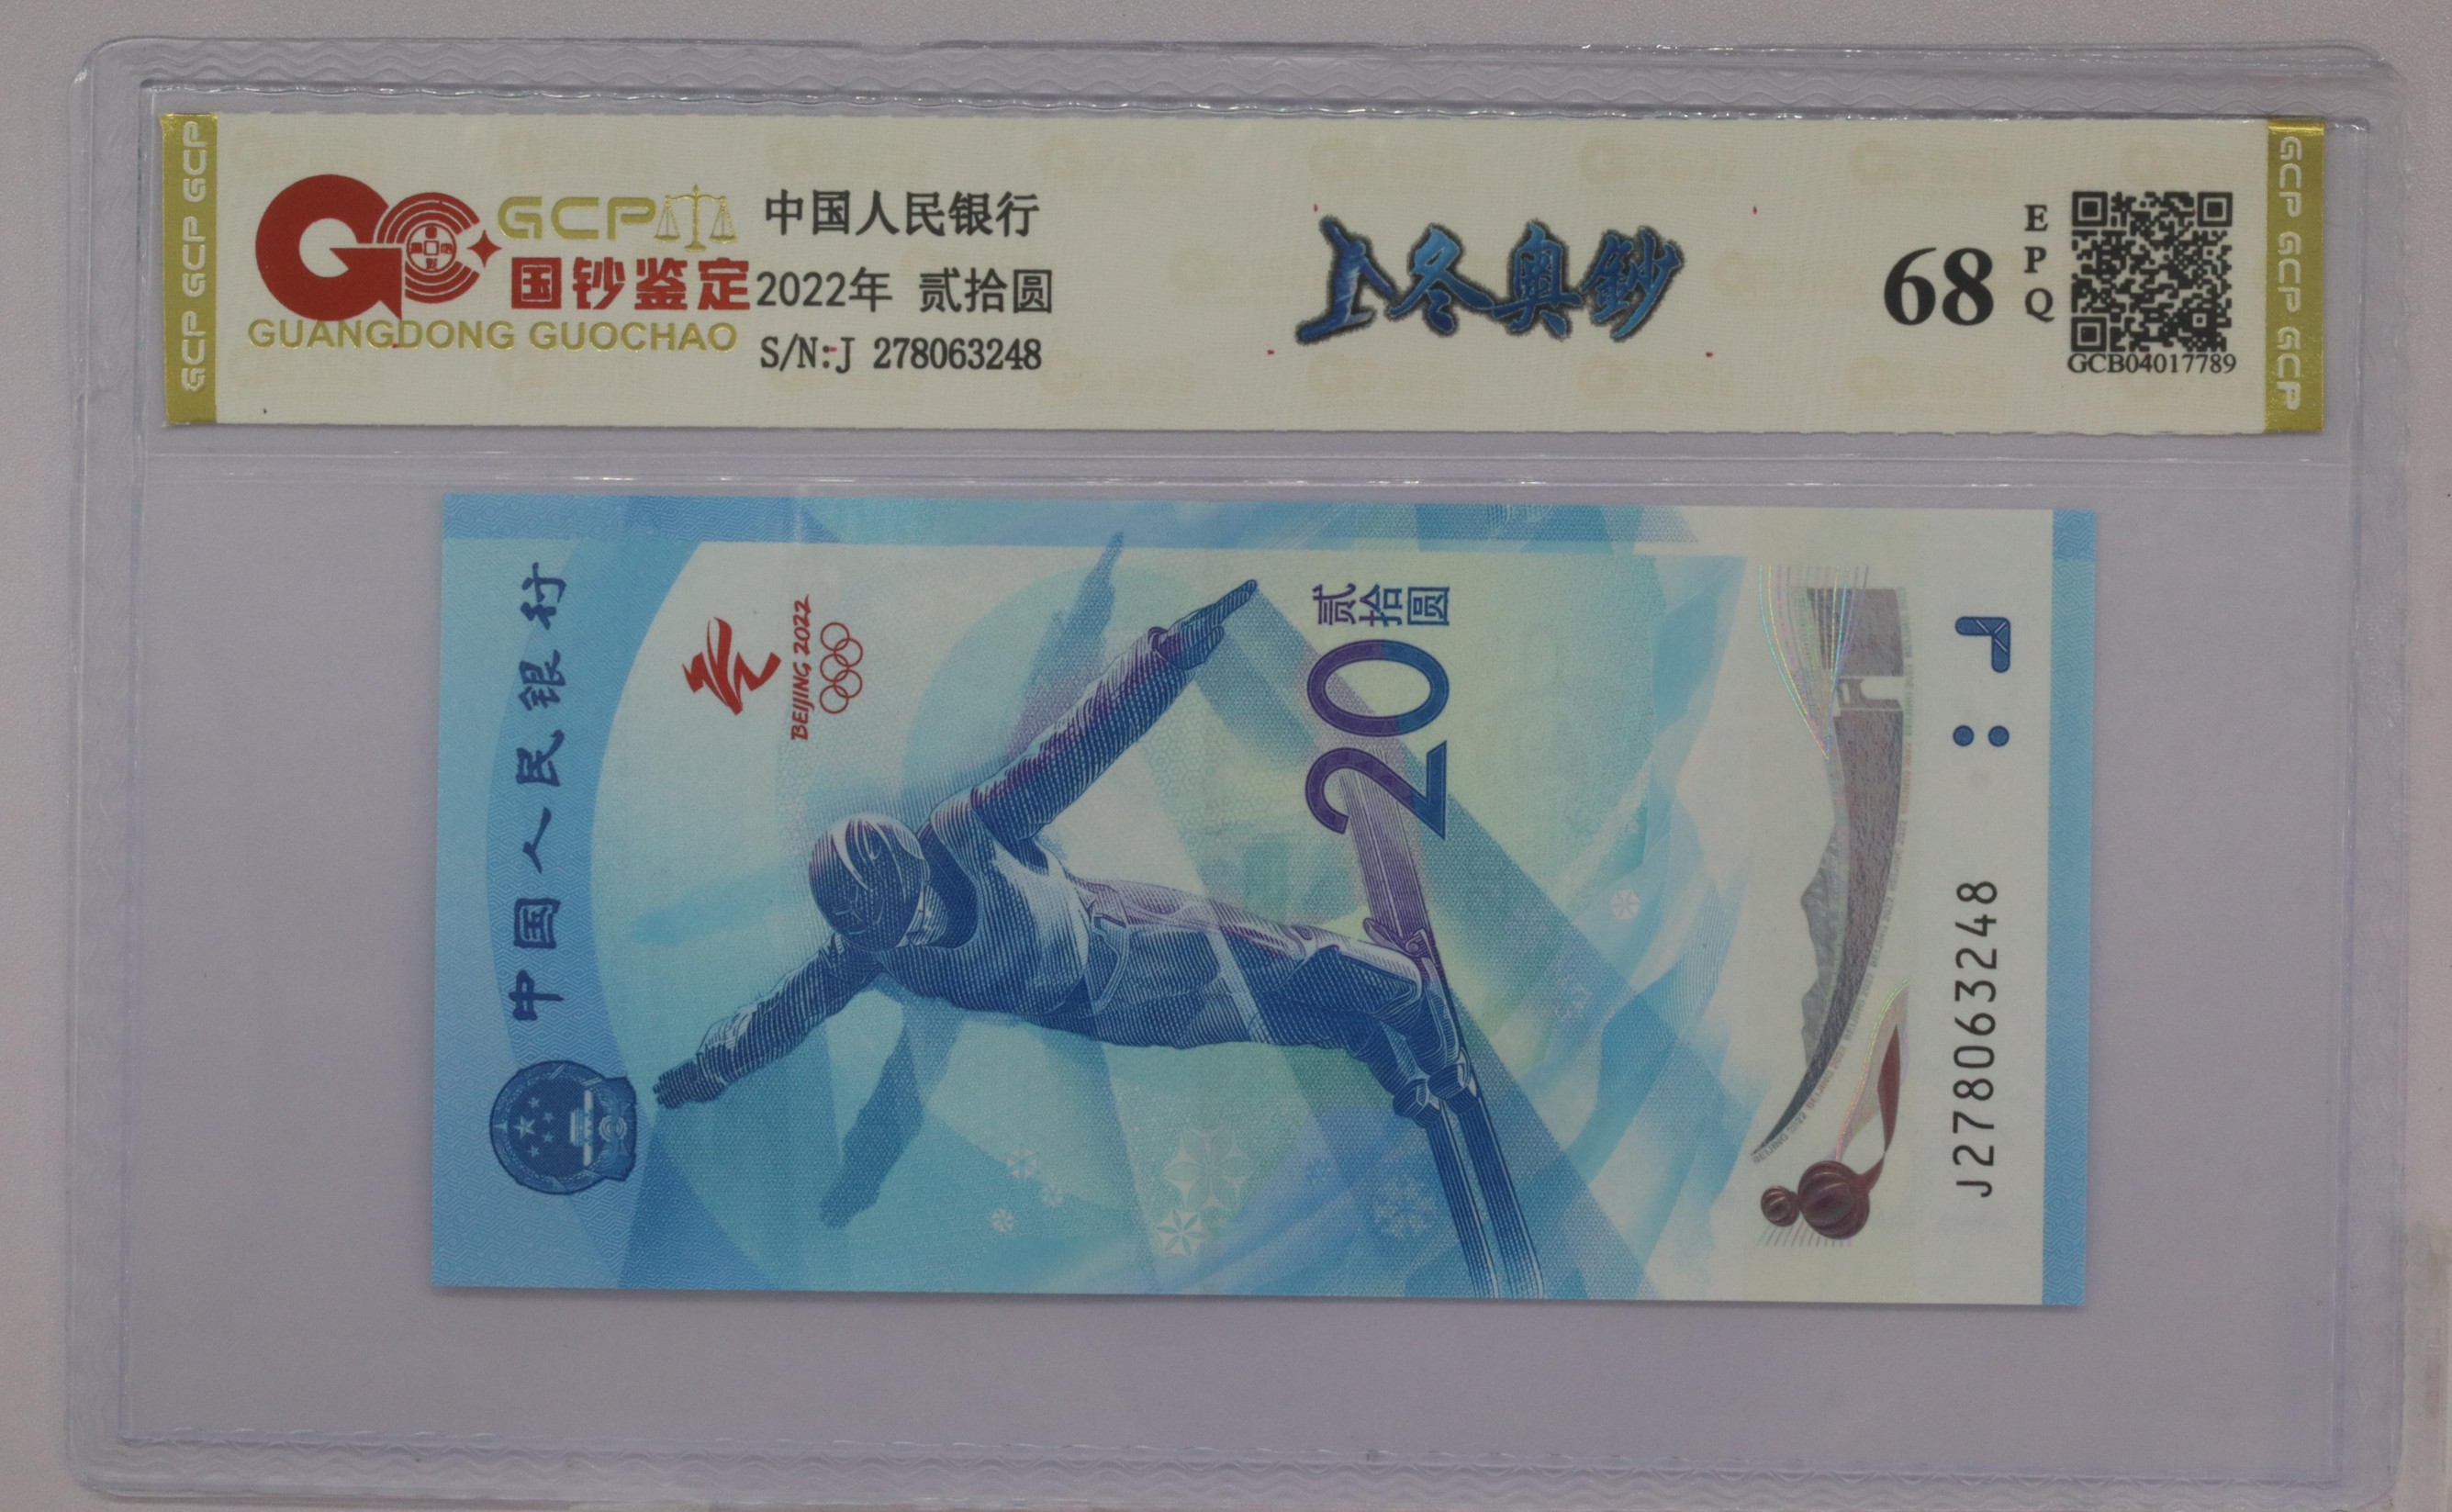 GCP GCP GCP
GCP
国钞鉴定
GUANGDONG GUOCHAO
中国人民银行
2022年 贰拾圆
S/N:J 278063248
冬奥鈔
68
EPQ
GCB04017789
GCP GCP GCP
中国人民银行
BEIJING 2022
贰拾圆
20
J278063248